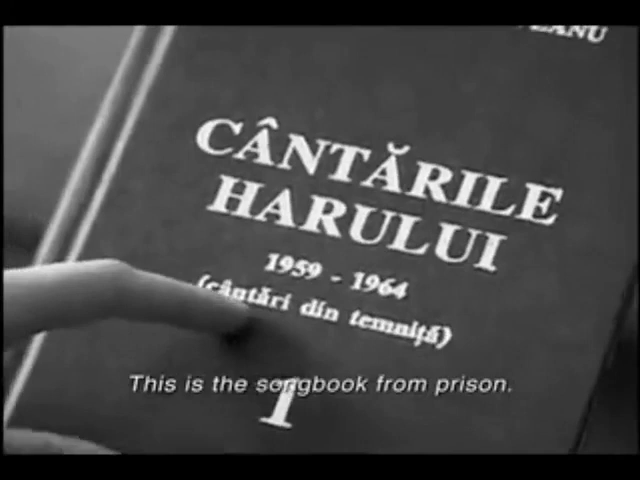 CÂNTĂRILE
HARULUI
1959 - 1964
(cântări din temniță)
This is the songbook from prison.
1